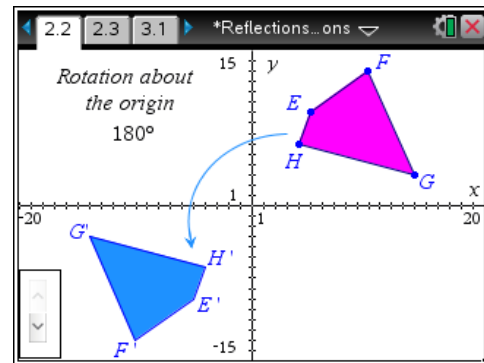 2.2 2.3 3.1 *Reflections...ons
Rotation about
the origin
180°
15
y
F
E
H
G
x
1
-20
1
20
G'
H'
E'
F'
-15